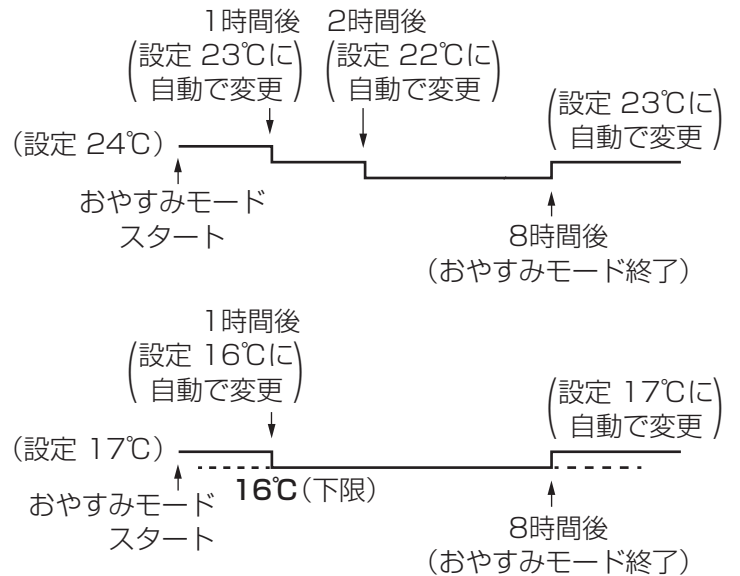 1時間後
(設定 23℃に
自動で変更)
2時間後
(設定 22℃に
自動で変更)
(設定 23℃に
自動で変更)
(設定 24℃)
おやすみモード
スタート
8時間後
(おやすみモード終了)
1時間後
(設定 16℃に
自動で変更)
(設定 17℃に
自動で変更)
(設定 17℃)
16℃(下限)
おやすみモード
スタート
8時間後
(おやすみモード終了)